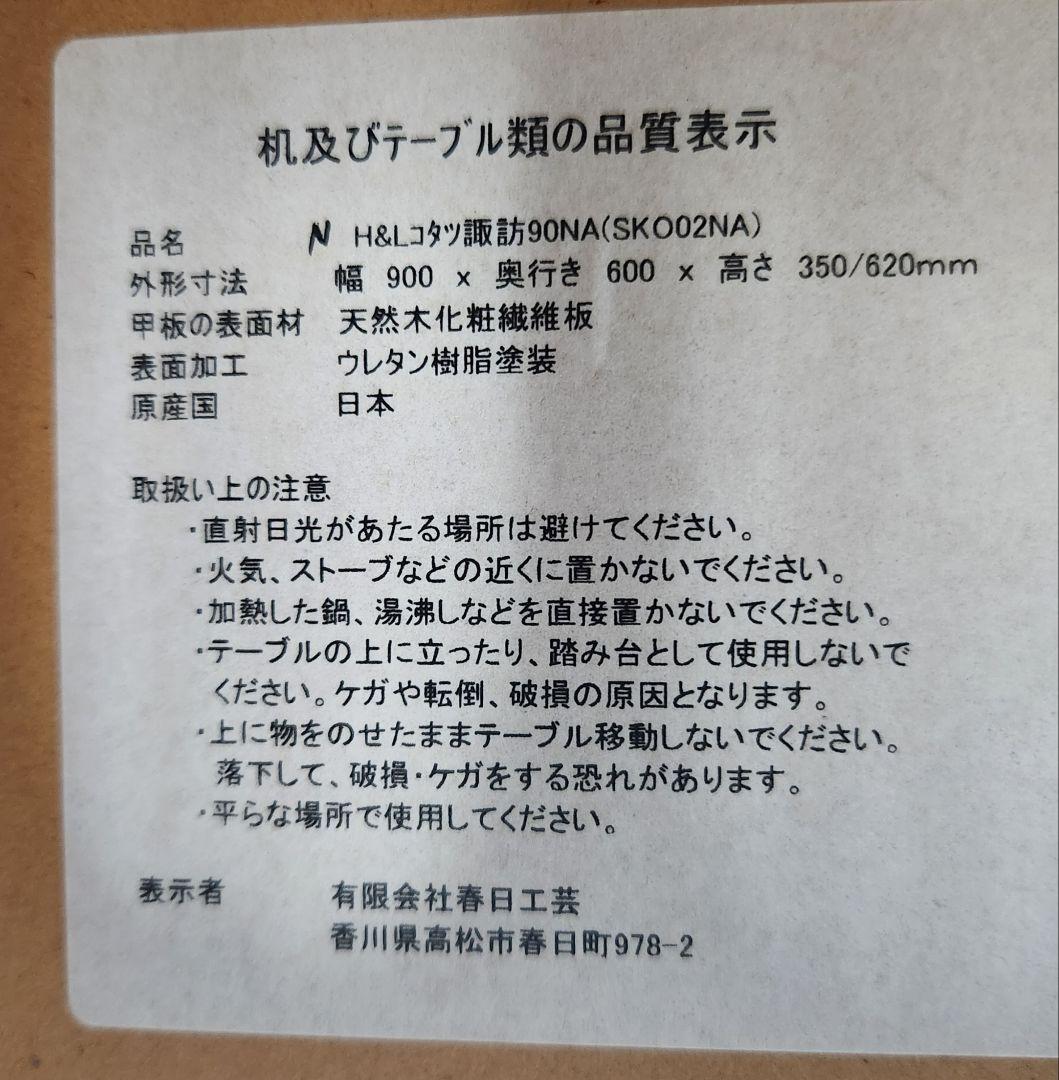 机及びテーブル類の品質表示
品名 N H&Lコタツ諏訪90NA(SKO02NA)
外形寸法 幅 900 x 奥行き 600 x 高さ 350/620mm
甲板の表面材 天然木化粧繊維板
表面加工 ウレタン樹脂塗装
原産国 日本
取扱い上の注意
・直射日光があたる場所は避けてください。
・火気、ストーブなどの近くに置かないでください。
・加熱した鍋、湯沸しなどを直接置かないでください。
・テーブルの上に立ったり、踏み台として使用しないで
ください。ケガや転倒、破損の原因となります。
・上に物をのせたままテーブル移動しないでください。
落下して、破損・ケガをする恐れがあります。
・平らな場所で使用してください。
表示者 有限会社春日工芸
香川県高松市春日町978-2